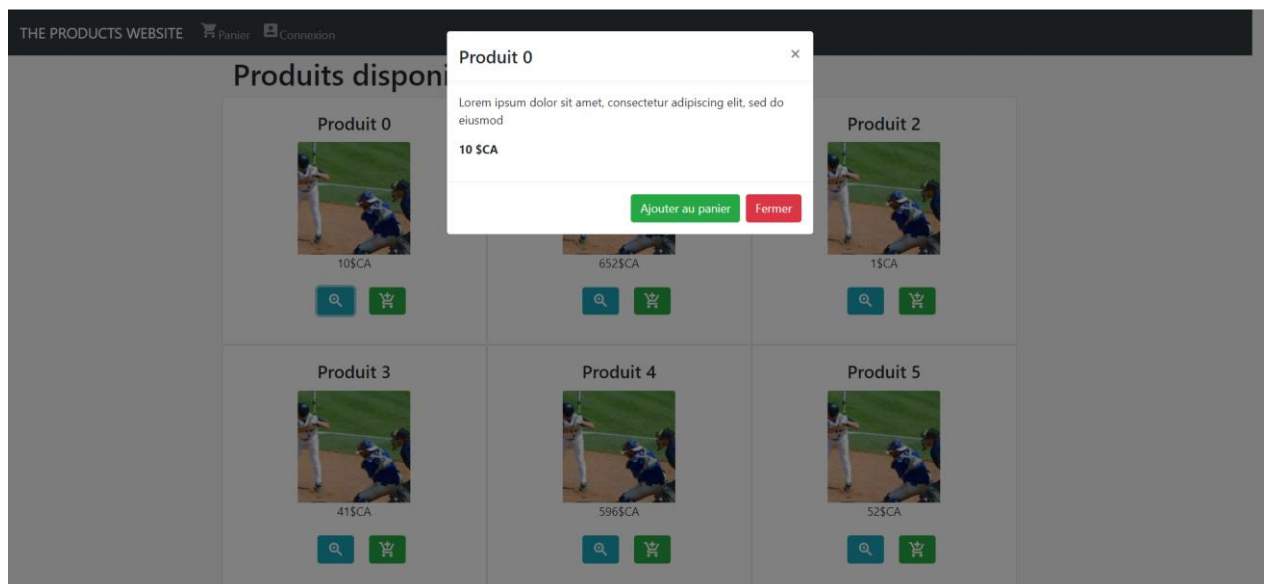 THE PRODUCTS WEBSITE Panier Connexion
Produits disponi
Produit 0 ×
Lorem ipsum dolor sit amet, consectetur adipiscing elit, sed do
eiusmod
10 $CA
Ajouter au panier Fermer
Produit 0
10$CA
652$CA
Produit 2
1$CA
Produit 3
41$CA
Produit 4
596$CA
Produit 5
52$CA